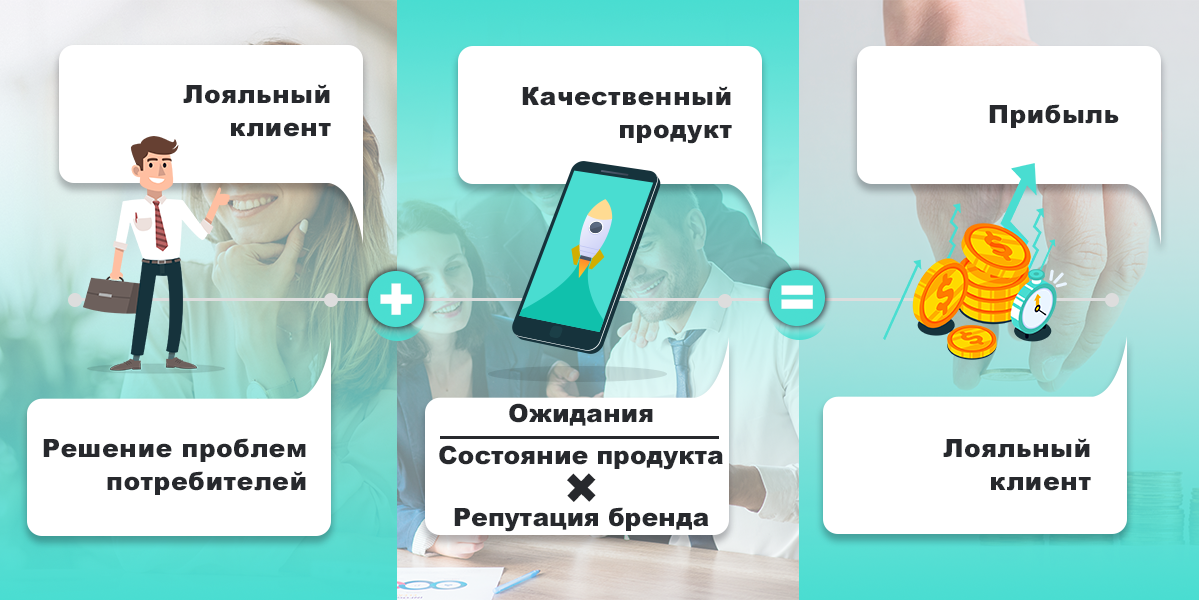 Лояльный
клиент
Решение проблем
потребителей
+
Качественный
продукт
Ожидания
Состояние продукта
✖
Репутация бренда
=
Прибыль
Лояльный
клиент